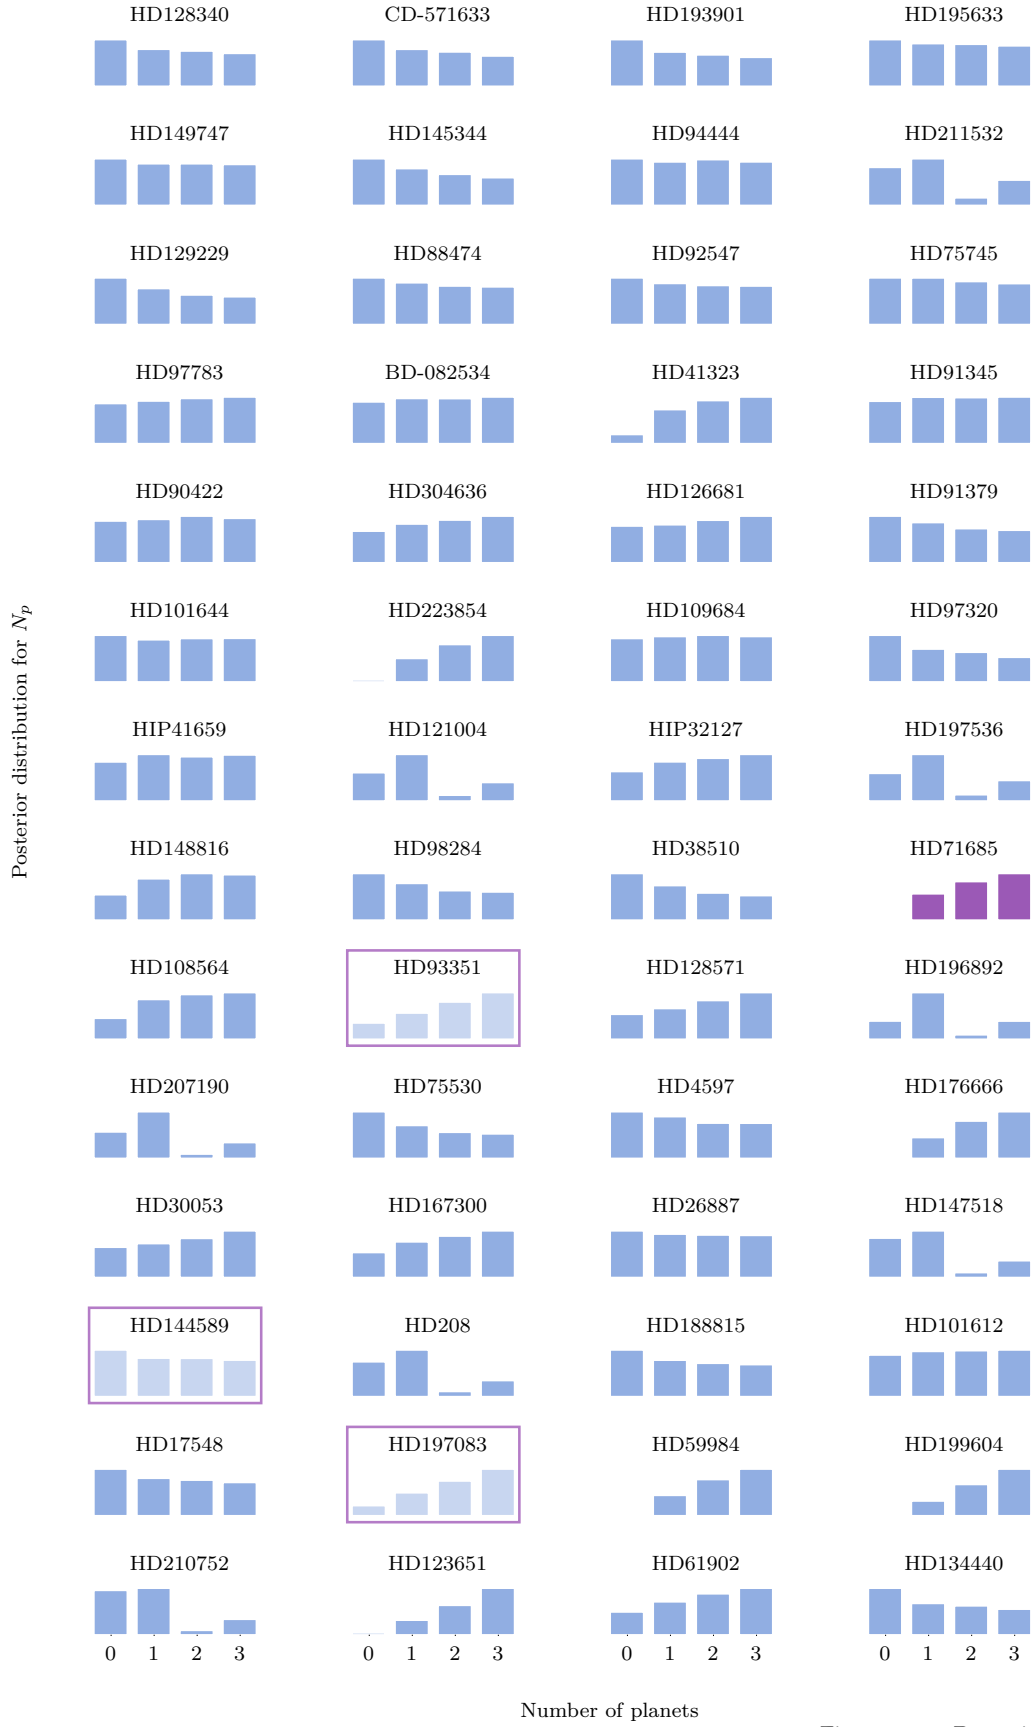 HD128340 CD-571633 HD193901 HD195633
HD149747 HD145344 HD94444 HD211532
HD129229 HD88474 HD92547 HD75745
HD97783 BD-082534 HD41323 HD91345
HD90422 HD304636 HD126681 HD91379
HD101644 HD223854 HD109684 HD97320
Posterior distribution for Nₚ
HIP41659 HD121004 HIP32127 HD197536
HD148816 HD98284 HD38510 HD71685
HD108564 HD93351 HD128571 HD196892
HD207190 HD75530 HD4597 HD176666
HD30053 HD167300 HD26887 HD147518
HD144589 HD208 HD188815 HD101612
HD17548 HD197083 HD59984 HD199604
HD210752 HD123651 HD61902 HD134440
0 1 2 3 0 1 2 3 0 1 2 3 0 1 2 3
Number of planets